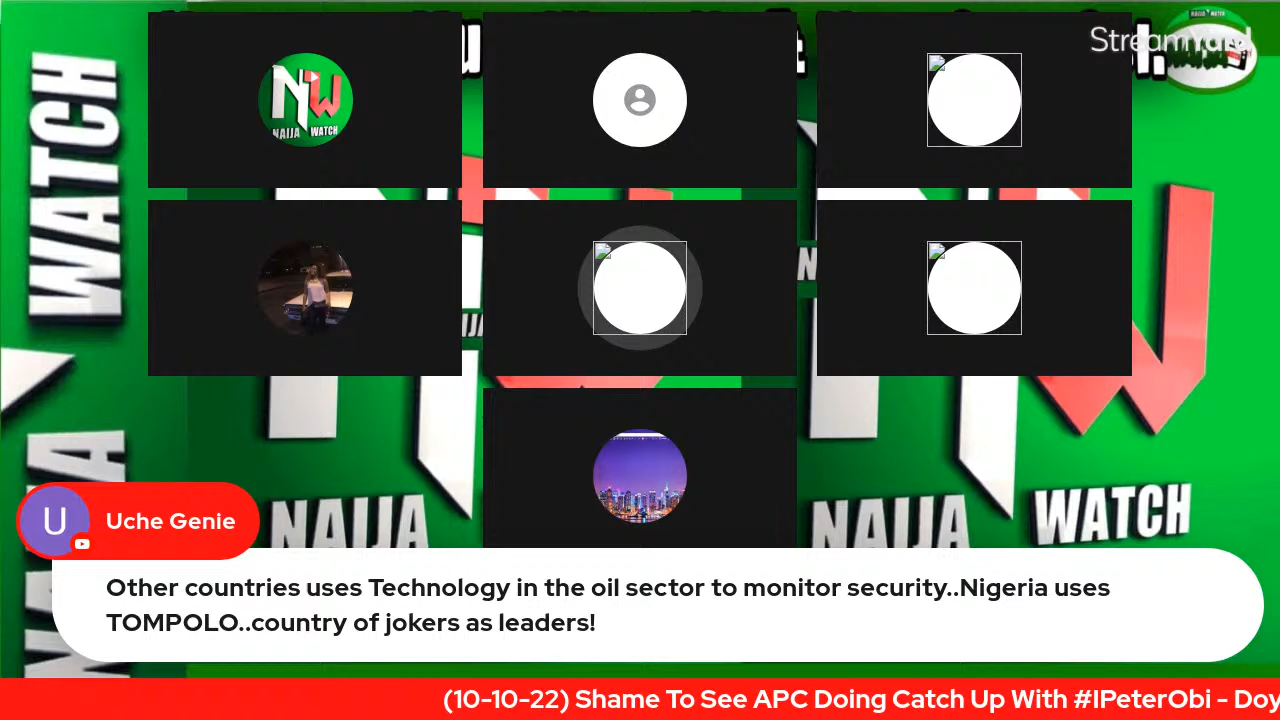 StreamYard
NAIJA WATCH
WATCH
NAIJA
WATCH
NAIJA
U
Uche Genie
Other countries uses Technology in the oil sector to monitor security..Nigeria uses
TOMPOLO..country of jokers as leaders!
(10-10-22) Shame To See APC Doing Catch Up With #IPeterObi - Doy